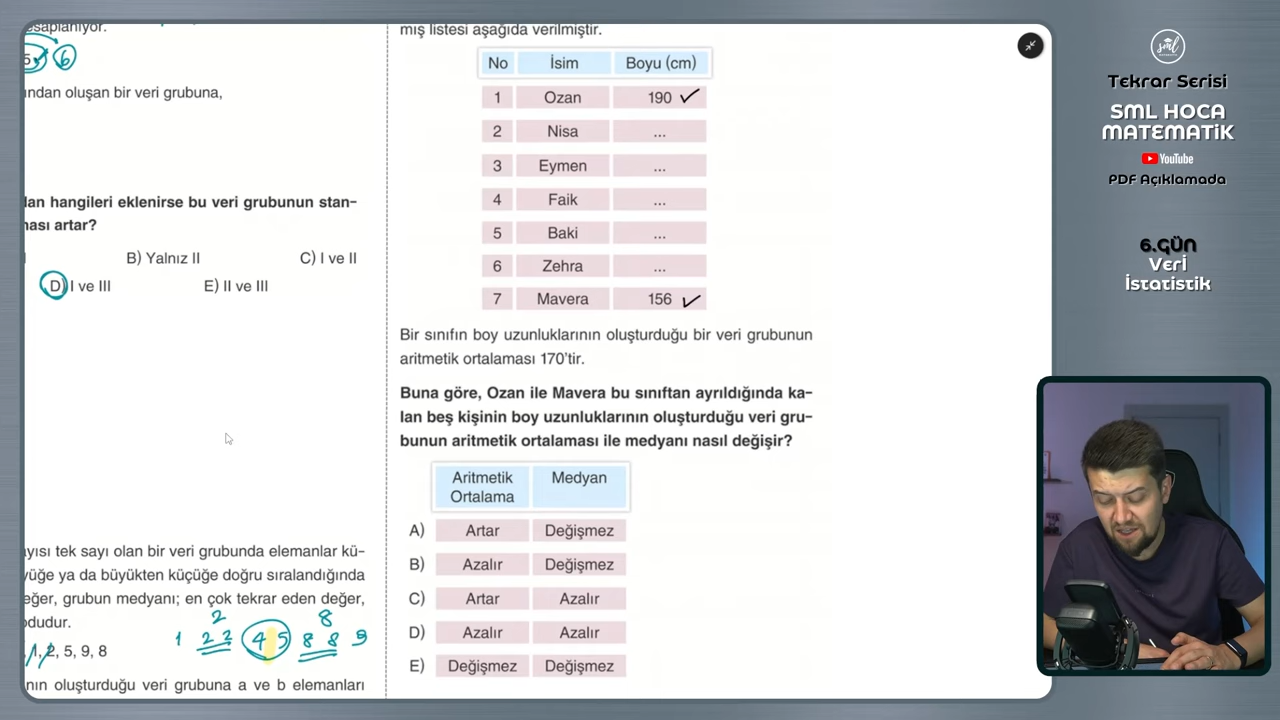 esaplanıyor.
5 6
ından oluşan bir veri grubuna,
lan hangileri eklenirse bu veri grubunun stan-
ması artar?
B) Yalnız II C) I ve II
D) I ve III E) II ve III
ayısı tek sayı olan bir veri grubunda elemanlar kü-
yüğe ya da büyükten küçüğe doğru sıralandığında
eğer, grubun medyanı; en çok tekrar eden değer,
odudur.
2 8
1 2 2 4 5 8 8 9
1, 2, 5, 9, 8
nın oluşturduğu veri grubuna a ve b elemanları
mış listesi aşağıda verilmiştir.
No İsim Boyu (cm)
1 Ozan 190
2 Nisa ...
3 Eymen ...
4 Faik ...
5 Baki ...
6 Zehra ...
7 Mavera 156
Bir sınıfın boy uzunluklarının oluşturduğu bir veri grubunun
aritmetik ortalaması 170'tir.
Buna göre, Ozan ile Mavera bu sınıftan ayrıldığında ka-
lan beş kişinin boy uzunluklarının oluşturduğu veri gru-
bunun aritmetik ortalaması ile medyanı nasıl değişir?
Aritmetik Medyan
Ortalama
A) Artar Değişmez
B) Azalır Değişmez
C) Artar Azalır
D) Azalır Azalır
E) Değişmez Değişmez
sml
Tekrar Serisi
SML HOCA
MATEMATİK
YouTube
PDF Açıklamada
6.GÜN
Veri
İstatistik